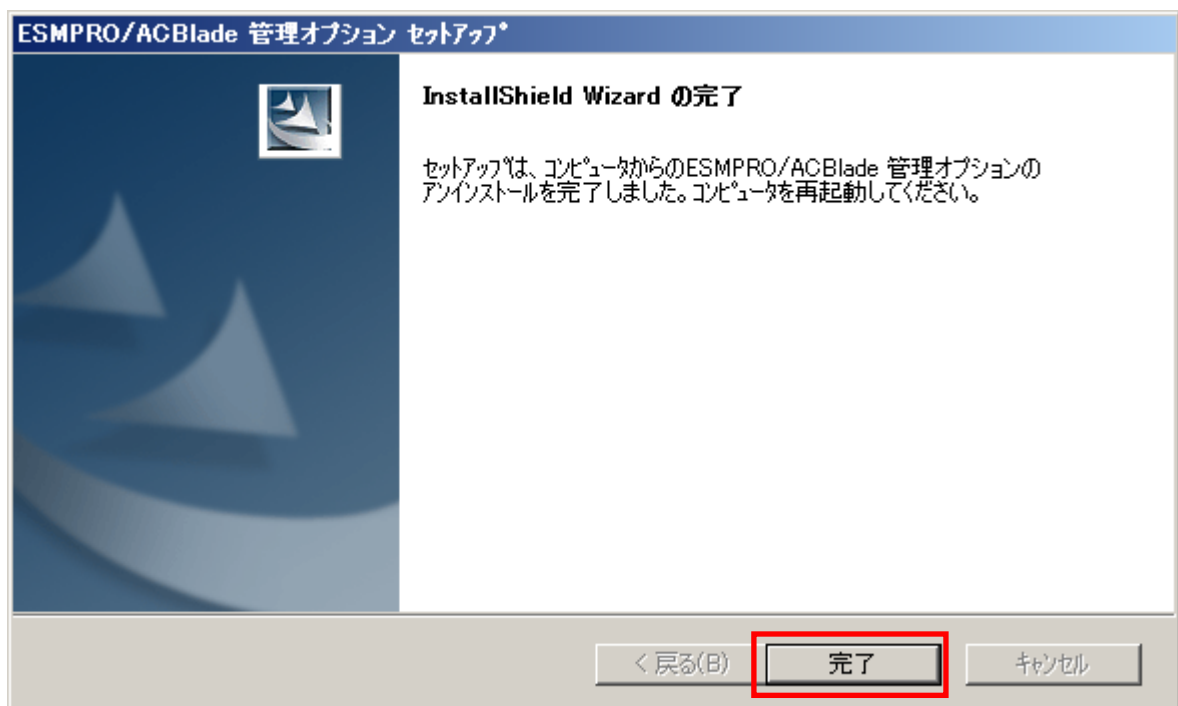 ESMPRO/ACBlade 管理オプション セットアップ
InstallShield Wizard の完了
セットアップは、コンピュータからのESMPRO/ACBlade 管理オプションの
アンインストールを完了しました。コンピュータを再起動してください。
< 戻る(B)
完了
キャンセル